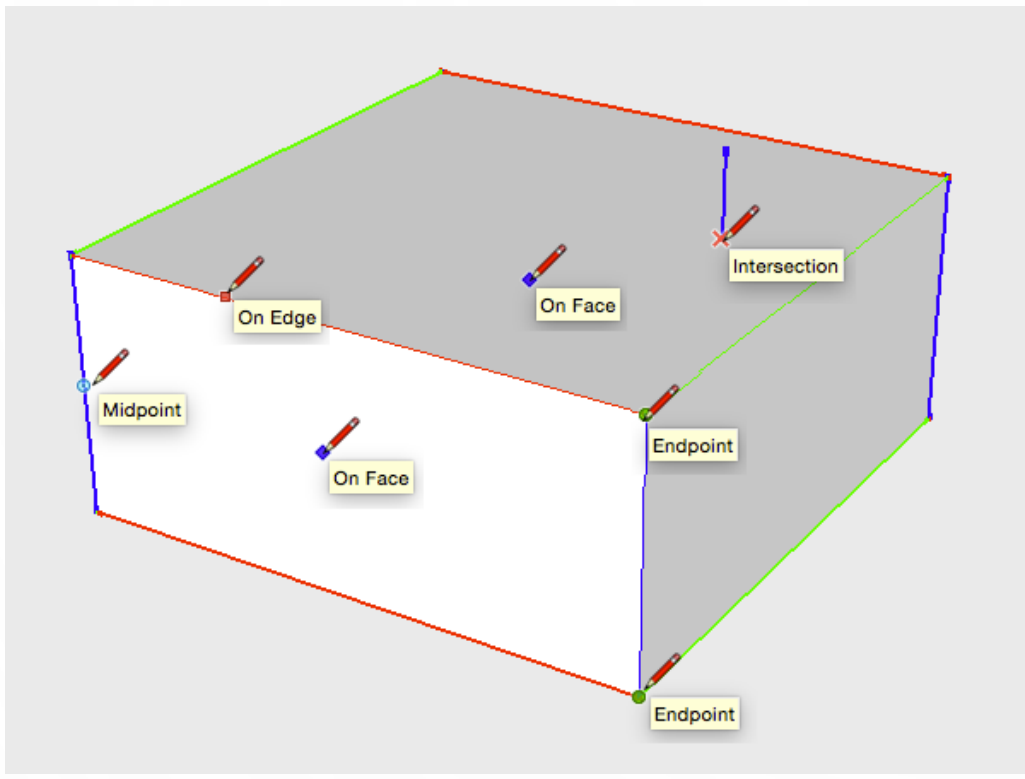 Intersection
On Face
On Edge
Midpoint
Endpoint
On Face
Endpoint